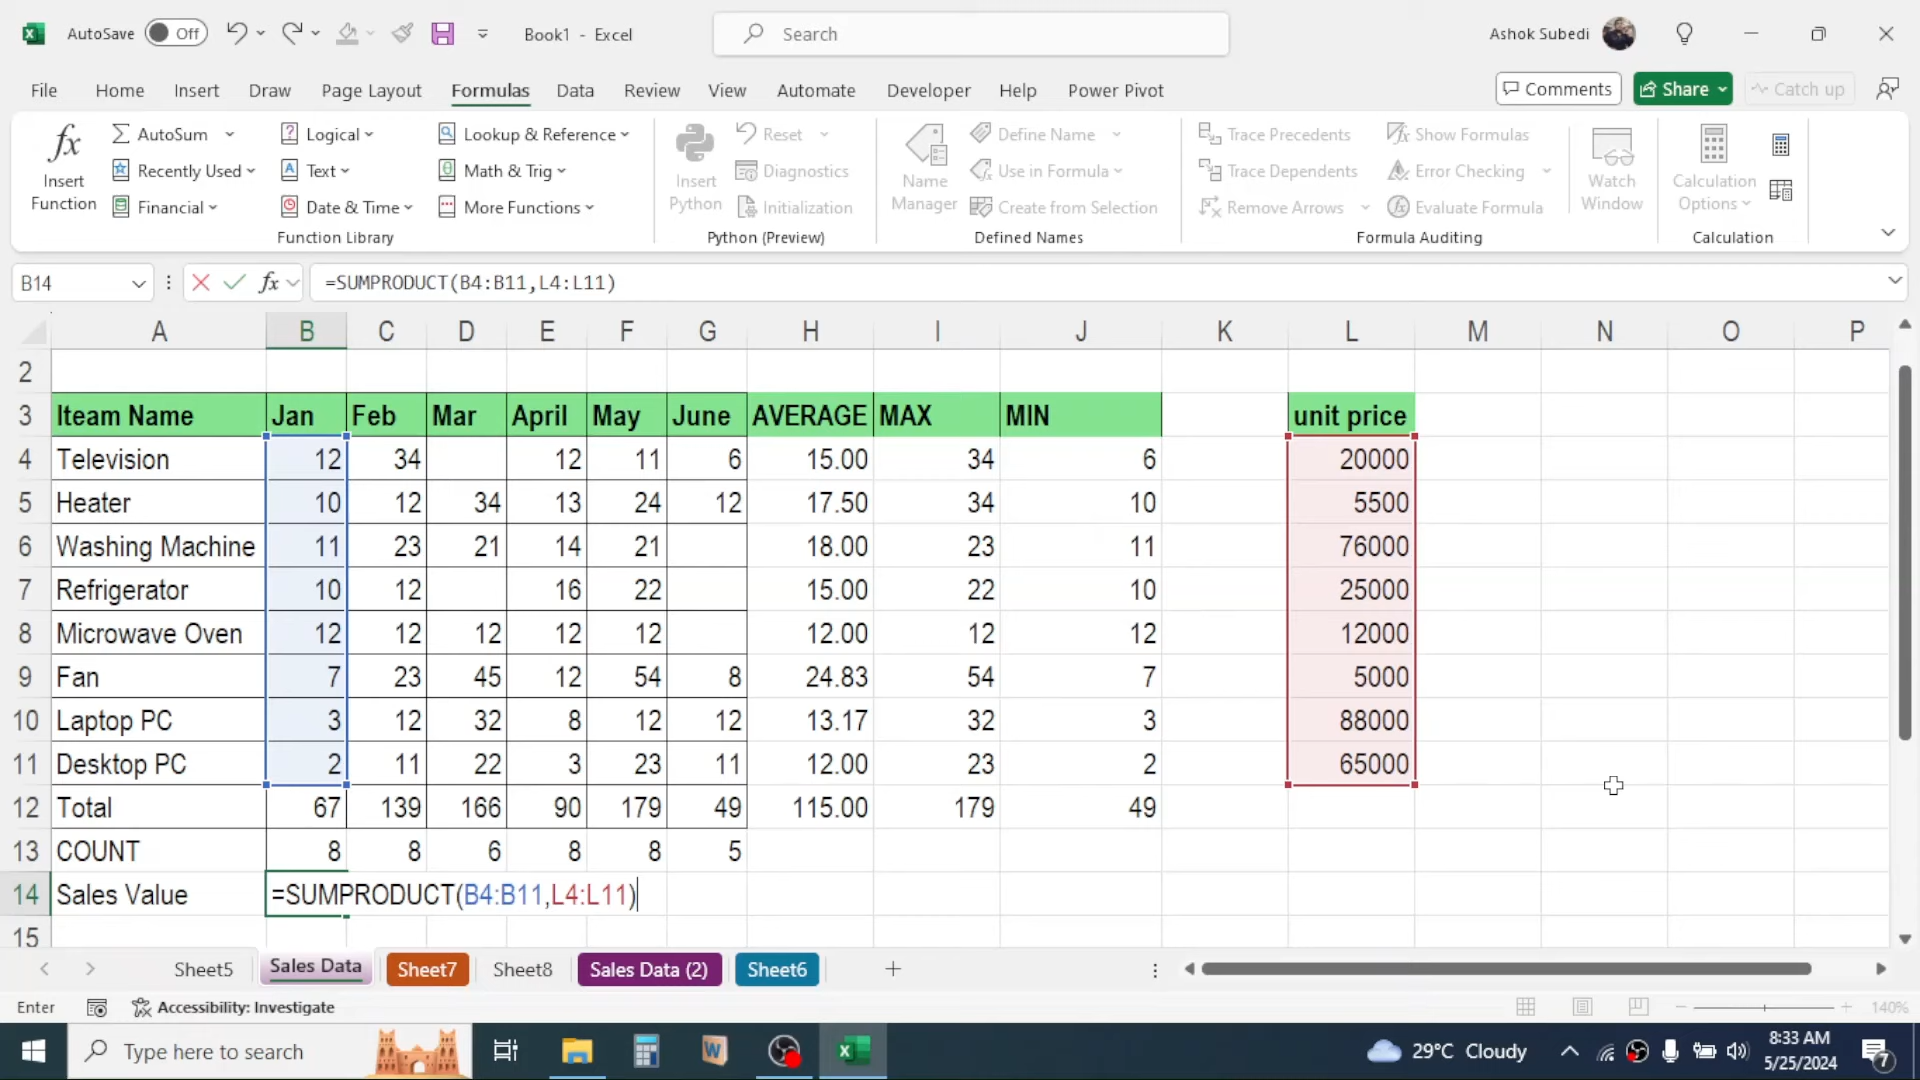 AutoSave Off Book1 - Excel Search Ashok Subedi
File Home Insert Draw Page Layout Formulas Data Review View Automate Developer Help Power Pivot Comments Share Catch up
fx AutoSum Logical Lookup & Reference Reset Define Name Trace Precedents Show Formulas
Insert Function Recently Used Text Math & Trig Insert Python Diagnostics Name Manager Use in Formula Trace Dependents Error Checking Watch Window Calculation Options
Financial Date & Time More Functions Initialization Create from Selection Remove Arrows Evaluate Formula
Function Library Python (Preview) Defined Names Formula Auditing Calculation
B14 fx =SUMPRODUCT(B4:B11,L4:L11)
A B C D E F G H I J K L M N O P
2
3 Iteam Name Jan Feb Mar April May June AVERAGE MAX MIN unit price
4 Television 12 34 12 11 6 15.00 34 6 20000
5 Heater 10 12 34 13 24 12 17.50 34 10 5500
6 Washing Machine 11 23 21 14 21 18.00 23 11 76000
7 Refrigerator 10 12 16 22 15.00 22 10 25000
8 Microwave Oven 12 12 12 12 12 12.00 12 12 12000
9 Fan 7 23 45 12 54 8 24.83 54 7 5000
10 Laptop PC 3 12 32 8 12 12 13.17 32 3 88000
11 Desktop PC 2 11 22 3 23 11 12.00 23 2 65000
12 Total 67 139 166 90 179 49 115.00 179 49
13 COUNT 8 8 6 8 8 5
14 Sales Value =SUMPRODUCT(B4:B11,L4:L11)
15
Sheet5 Sales Data Sheet7 Sheet8 Sales Data (2) Sheet6
Enter Accessibility: Investigate 140%
Type here to search W 29°C Cloudy 8:33 AM 7
5/25/2024